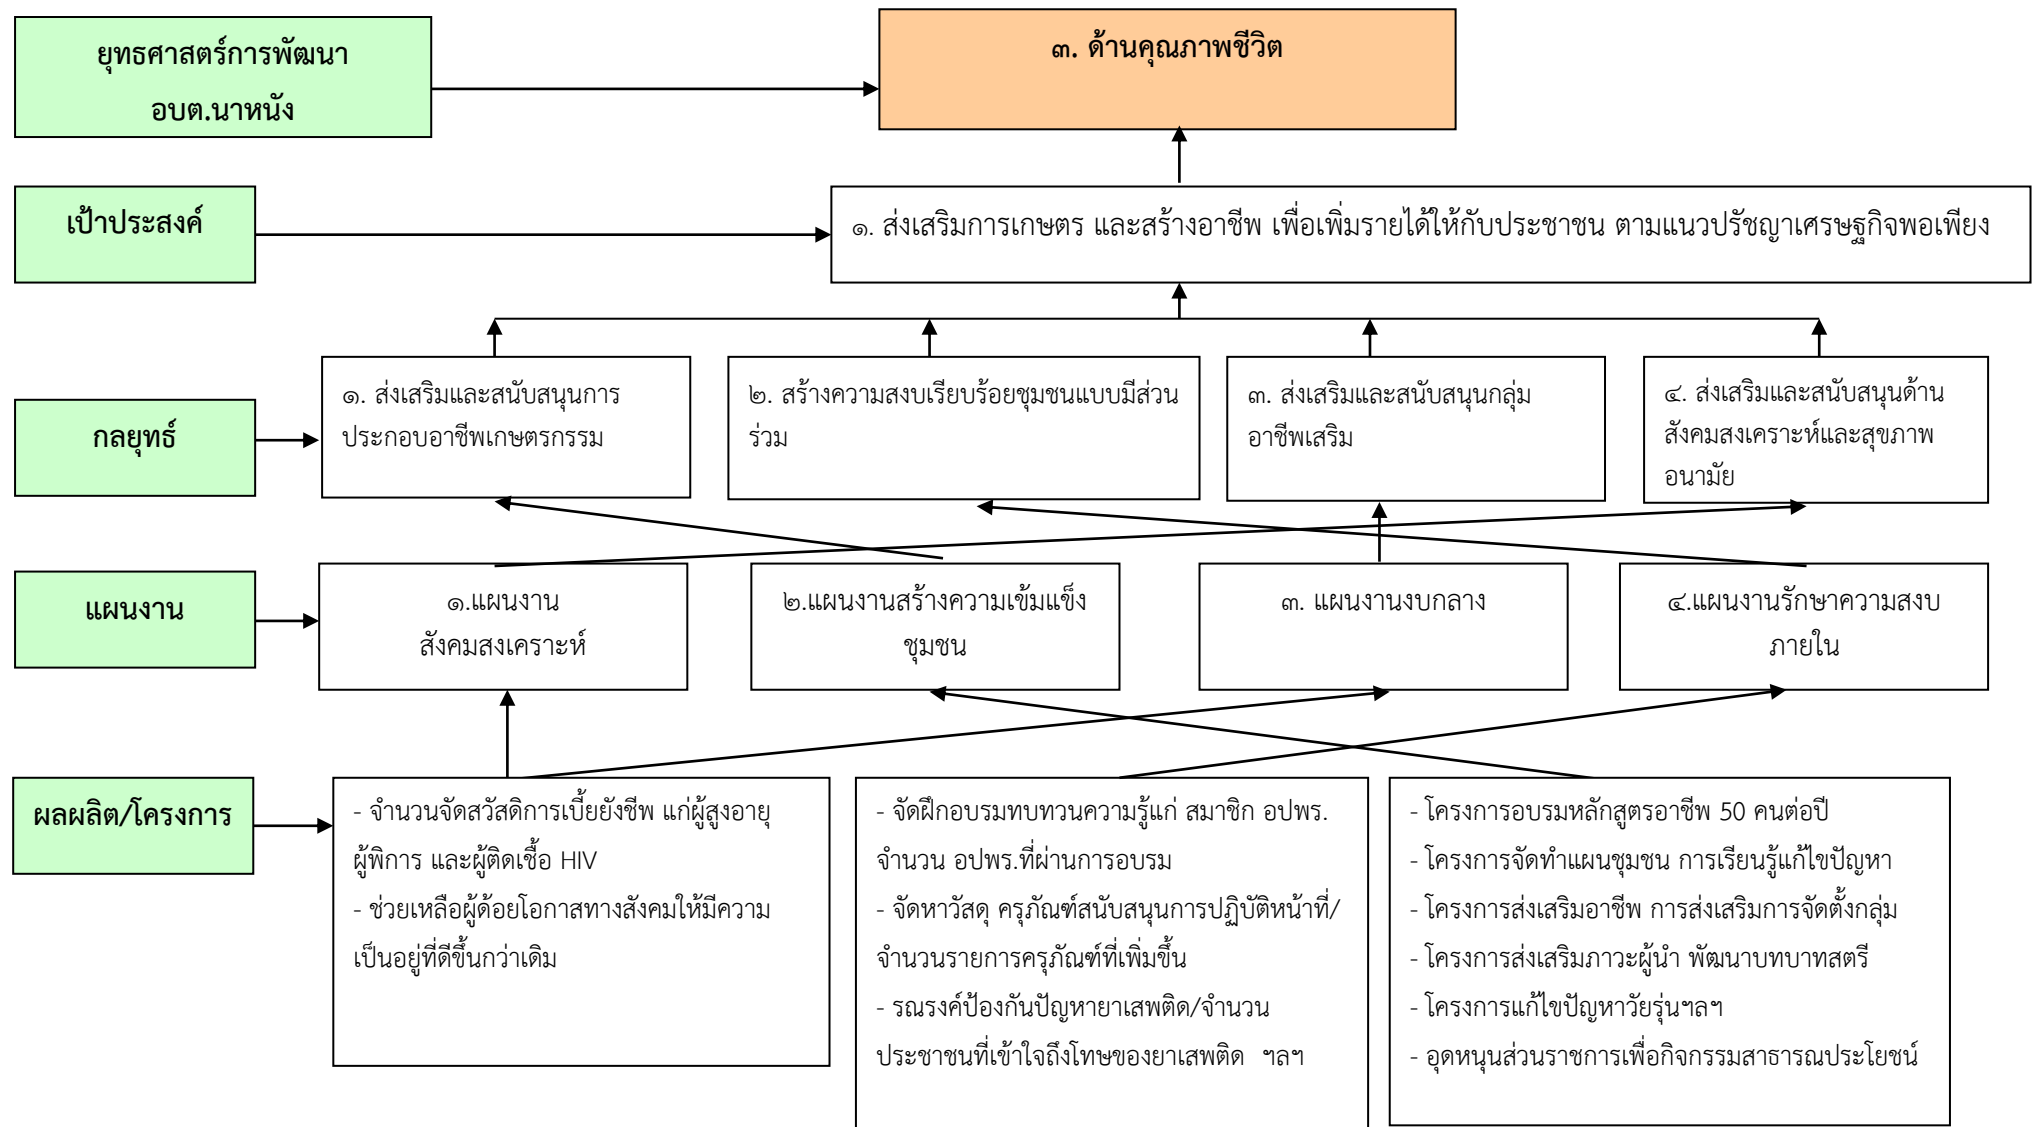 ยุทธศาสตร์การพัฒนา
อบต.นาหนัง
๓. ด้านคุณภาพชีวิต
เป้าประสงค์
๑. ส่งเสริมการเกษตร และสร้างอาชีพ เพื่อเพิ่มรายได้ให้กับประชาชน ตามแนวปรัชญาเศรษฐกิจพอเพียง
กลยุทธ์
๑. ส่งเสริมและสนับสนุนการ
ประกอบอาชีพเกษตรกรรม
๒. สร้างความสงบเรียบร้อยชุมชนแบบมีส่วน
ร่วม
๓. ส่งเสริมและสนับสนุนกลุ่ม
อาชีพเสริม
๔. ส่งเสริมและสนับสนุนด้าน
สังคมสงเคราะห์และสุขภาพ
อนามัย
แผนงาน
๑.แผนงาน
สังคมสงเคราะห์
๒.แผนงานสร้างความเข้มแข็ง
ชุมชน
๓. แผนงานงบกลาง
๔.แผนงานรักษาความสงบ
ภายใน
ผลผลิต/โครงการ
- จำนวนจัดสวัสดิการเบี้ยยังชีพ แก่ผู้สูงอายุ
ผู้พิการ และผู้ติดเชื้อ HIV
- ช่วยเหลือผู้ด้อยโอกาสทางสังคมให้มีความ
เป็นอยู่ที่ดีขึ้นกว่าเดิม
- จัดฝึกอบรมทบทวนความรู้แก่ สมาชิก อปพร.
จำนวน อปพร.ที่ผ่านการอบรม
- จัดหาวัสดุ ครุภัณฑ์สนับสนุนการปฏิบัติหน้าที่/
จำนวนรายการครุภัณฑ์ที่เพิ่มขึ้น
- รณรงค์ป้องกันปัญหายาเสพติด/จำนวน
ประชาชนที่เข้าใจถึงโทษของยาเสพติด ฯลฯ
- โครงการอบรมหลักสูตรอาชีพ 50 คนต่อปี
- โครงการจัดทำแผนชุมชน การเรียนรู้แก้ไขปัญหา
- โครงการส่งเสริมอาชีพ การส่งเสริมการจัดตั้งกลุ่ม
- โครงการส่งเสริมภาวะผู้นำ พัฒนาบทบาทสตรี
- โครงการแก้ไขปัญหาวัยรุ่นฯลฯ
- อุดหนุนส่วนราชการเพื่อกิจกรรมสาธารณประโยชน์